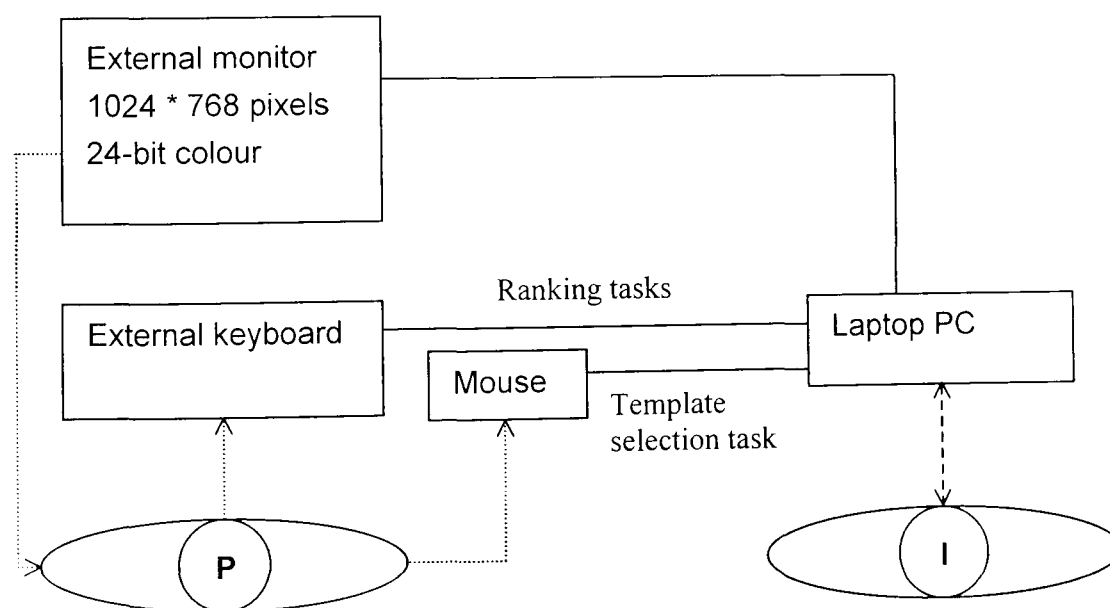 External monitor
1024 * 768 pixels
24-bit colour
Ranking tasks
External keyboard
Laptop PC
Mouse
Template
selection task
P
I